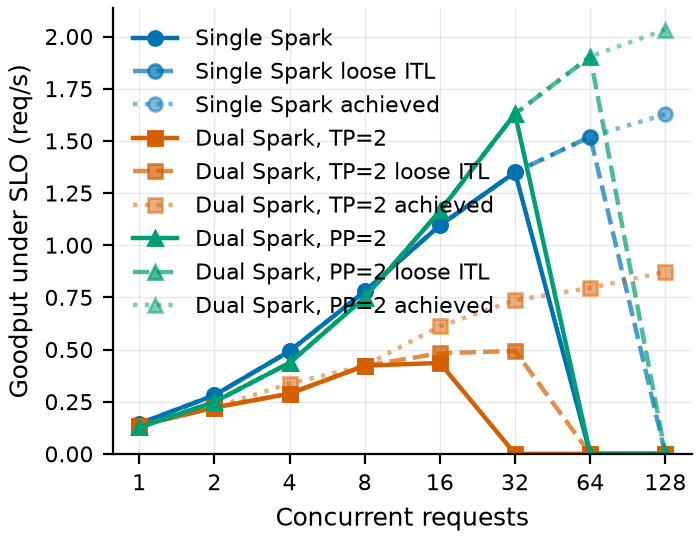 Goodput under SLO (req/s)
2.00
1.75
1.50
1.25
1.00
0.75
0.50
0.25
0.00
Single Spark
Single Spark loose ITL
Single Spark achieved
Dual Spark, TP=2
Dual Spark, TP=2 loose ITL
Dual Spark, TP=2 achieved
Dual Spark, PP=2
Dual Spark, PP=2 loose ITL
Dual Spark, PP=2 achieved
1 2 4 8 16 32 64 128
Concurrent requests